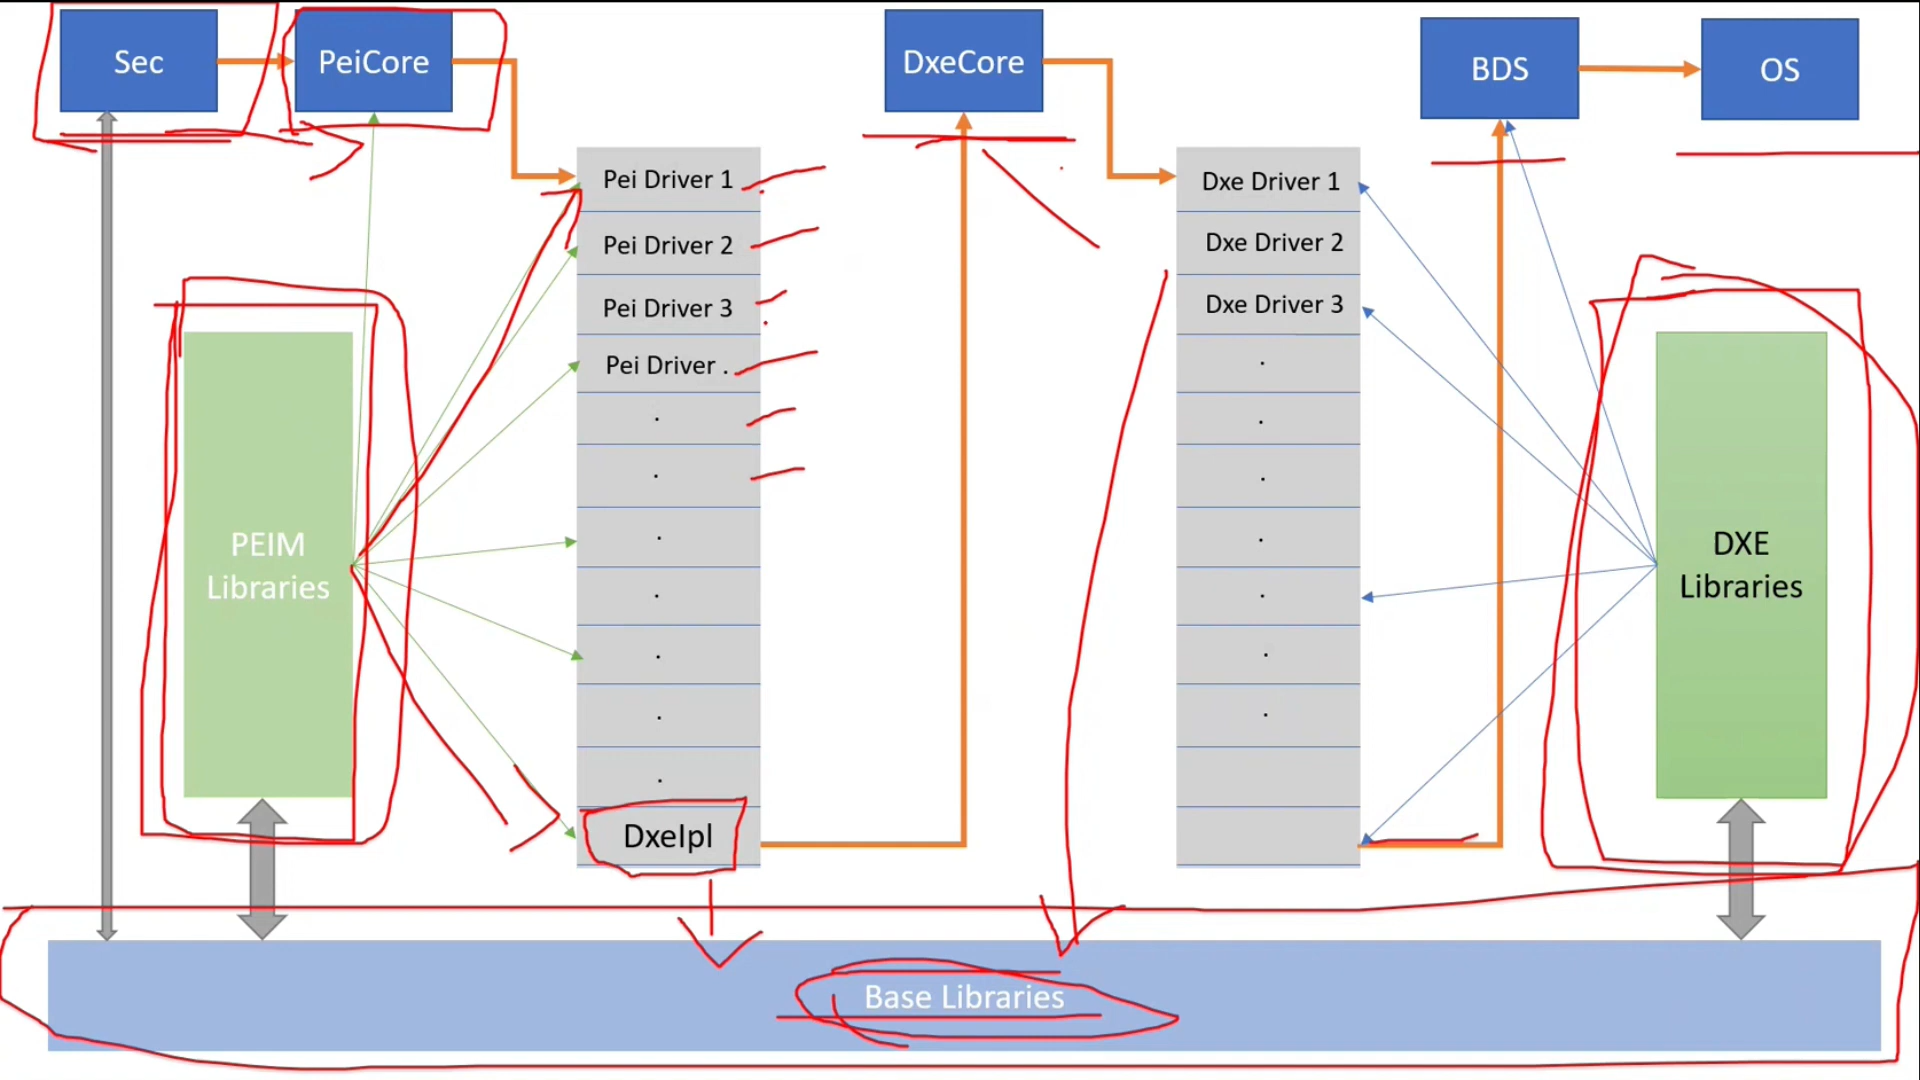 Sec
PeiCore
DxeCore
BDS
OS
Pei Driver 1
Pei Driver 2
Pei Driver 3
Pei Driver .
.
.
.
.
.
.
.
DxeIpl
Dxe Driver 1
Dxe Driver 2
Dxe Driver 3
.
.
.
.
.
.
.
PEIM
Libraries
DXE
Libraries
Base Libraries